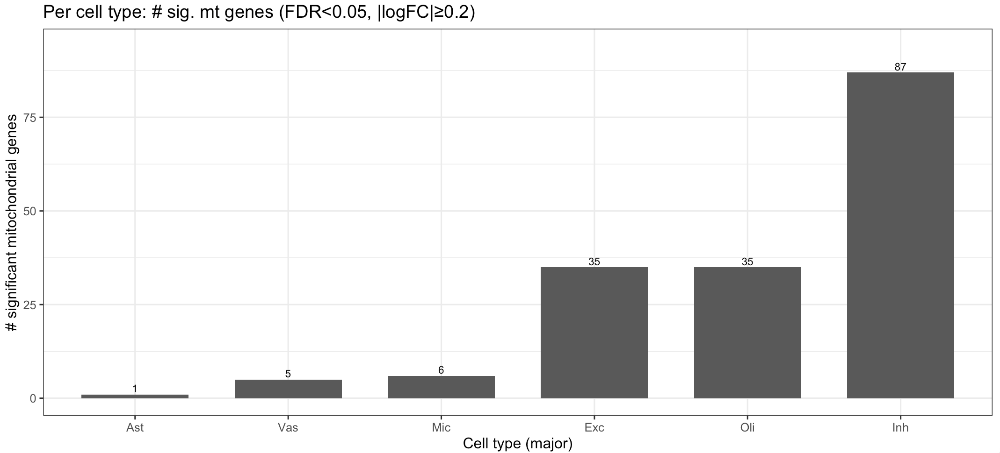 Per cell type: # sig. mt genes (FDR<0.05, |logFC|≥0.2)
# significant mitochondrial genes
75
50
25
0
1
5
6
35
35
87
Ast
Vas
Mic
Exc
Oli
Inh
Cell type (major)